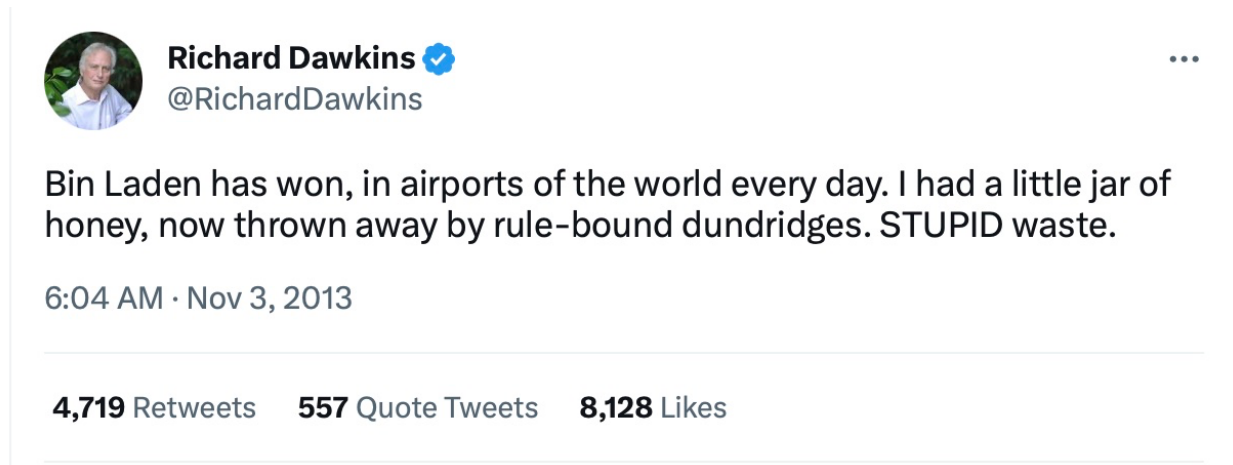 Richard Dawkins
@RichardDawkins
Bin Laden has won, in airports of the world every day. I had a little jar of
honey, now thrown away by rule-bound dundridges. STUPID waste.
6:04 AM · Nov 3, 2013
4,719 Retweets 557 Quote Tweets 8,128 Likes